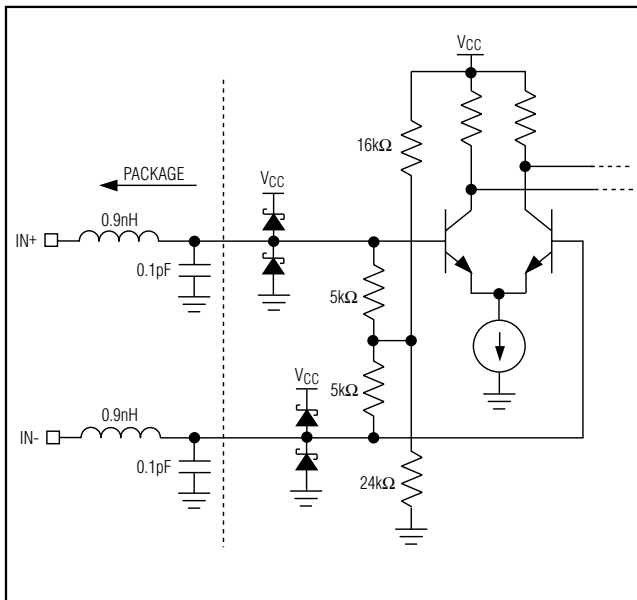 VCC
16kΩ
PACKAGE
VCC
0.9nH
IN+
0.1pF
5kΩ
VCC
5kΩ
0.9nH
IN-
0.1pF
24kΩ